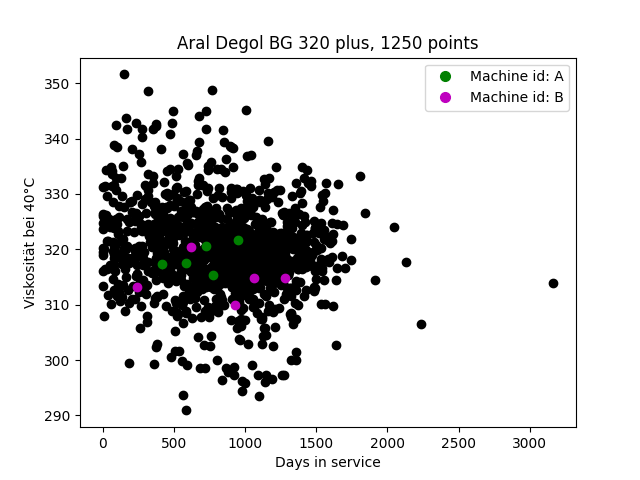 Aral Degol BG 320 plus, 1250 points
Machine id: A
Machine id: B
Viskosität bei 40°C
350
340
330
320
310
300
290
0 500 1000 1500 2000 2500 3000
Days in service